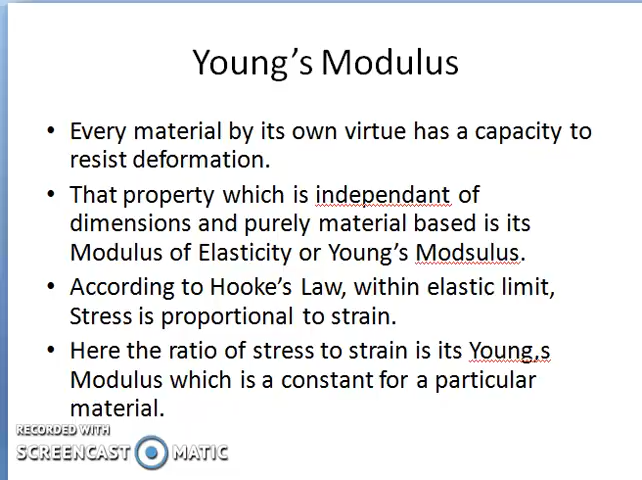 Young's Modulus
• Every material by its own virtue has a capacity to
resist deformation.
• That property which is independant of
dimensions and purely material based is its
Modulus of Elasticity or Young's Modsulus.
• According to Hooke's Law, within elastic limit,
Stress is proportional to strain.
• Here the ratio of stress to strain is its Young,s
Modulus which is a constant for a particular
material.
RECORDED WITH
SCREENCAST MATIC